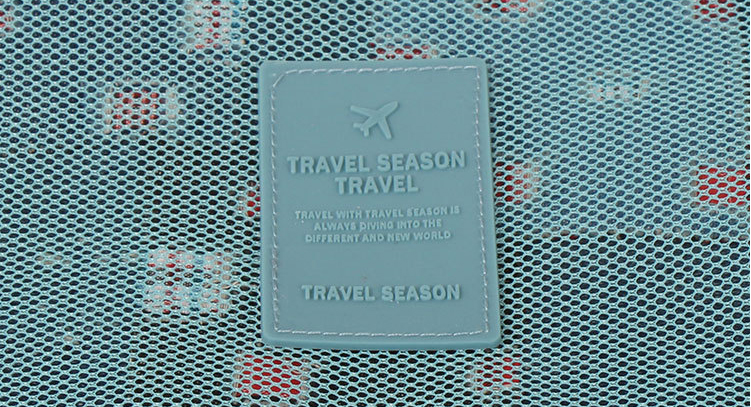 TRAVEL SEASON
TRAVEL
TRAVEL WITH TRAVEL SEASON IS
ALWAYS DIVING INTO THE
DIFFERENT AND NEW WORLD
TRAVEL SEASON